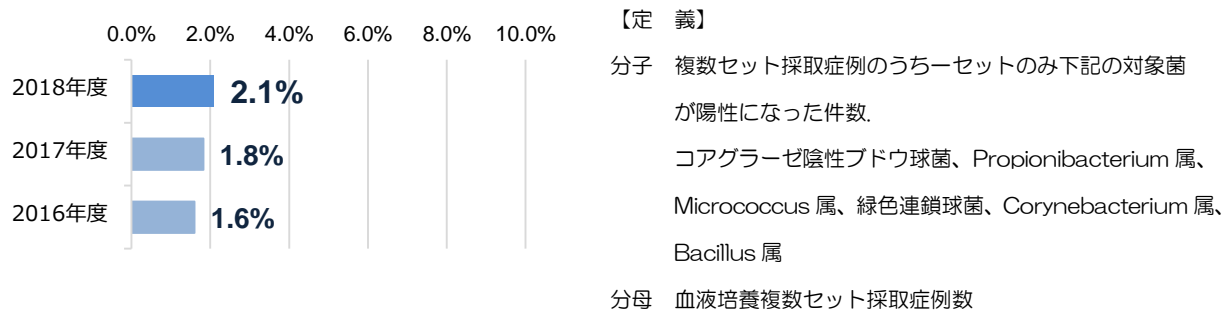 0.0% 2.0% 4.0% 6.0% 8.0% 10.0%
2018年度 2.1%
2017年度 1.8%
2016年度 1.6%
【定　義】
分子　複数セット採取症例のうち一セットのみ下記の対象菌
が陽性になった件数.
コアグラーゼ陰性ブドウ球菌、Propionibacterium 属、
Micrococcus 属、緑色連鎖球菌、Corynebacterium 属、
Bacillus 属
分母　血液培養複数セット採取症例数